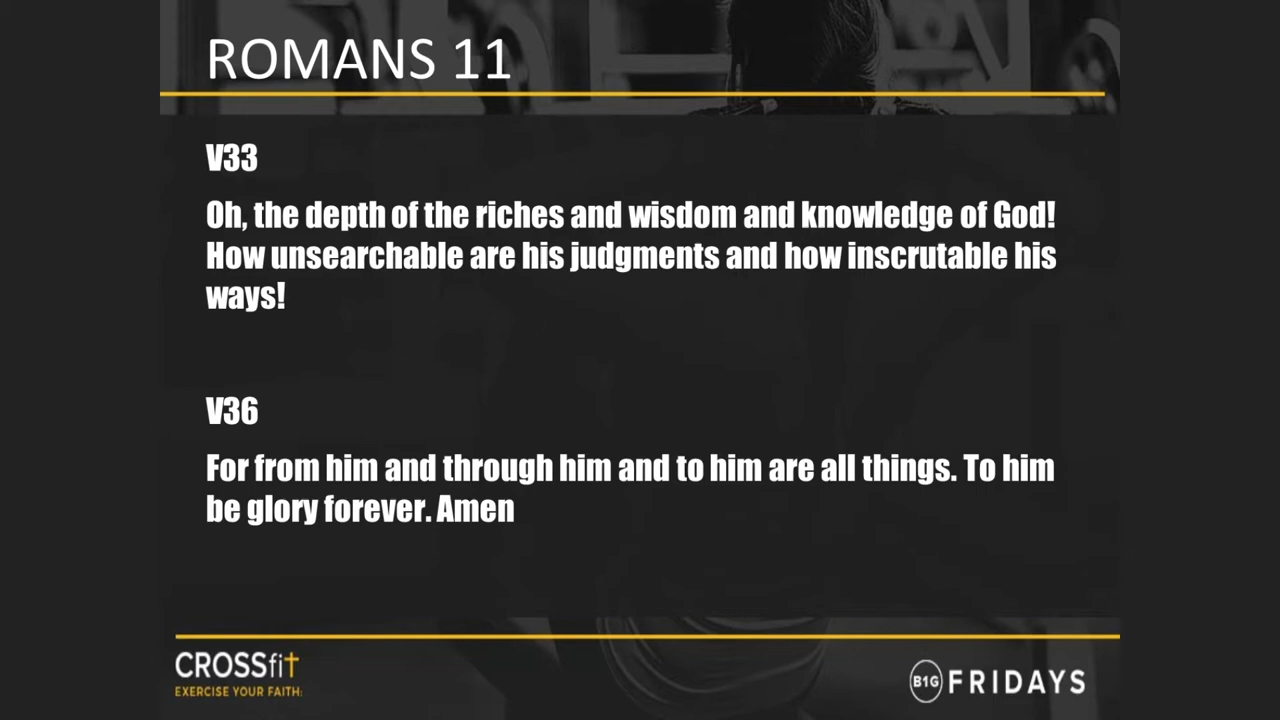 ROMANS 11
V33
Oh, the depth of the riches and wisdom and knowledge of God!
How unsearchable are his judgments and how inscrutable his
ways!
V36
For from him and through him and to him are all things. To him
be glory forever. Amen
CROSSfit
EXERCISE YOUR FAITH:
B1G FRIDAYS